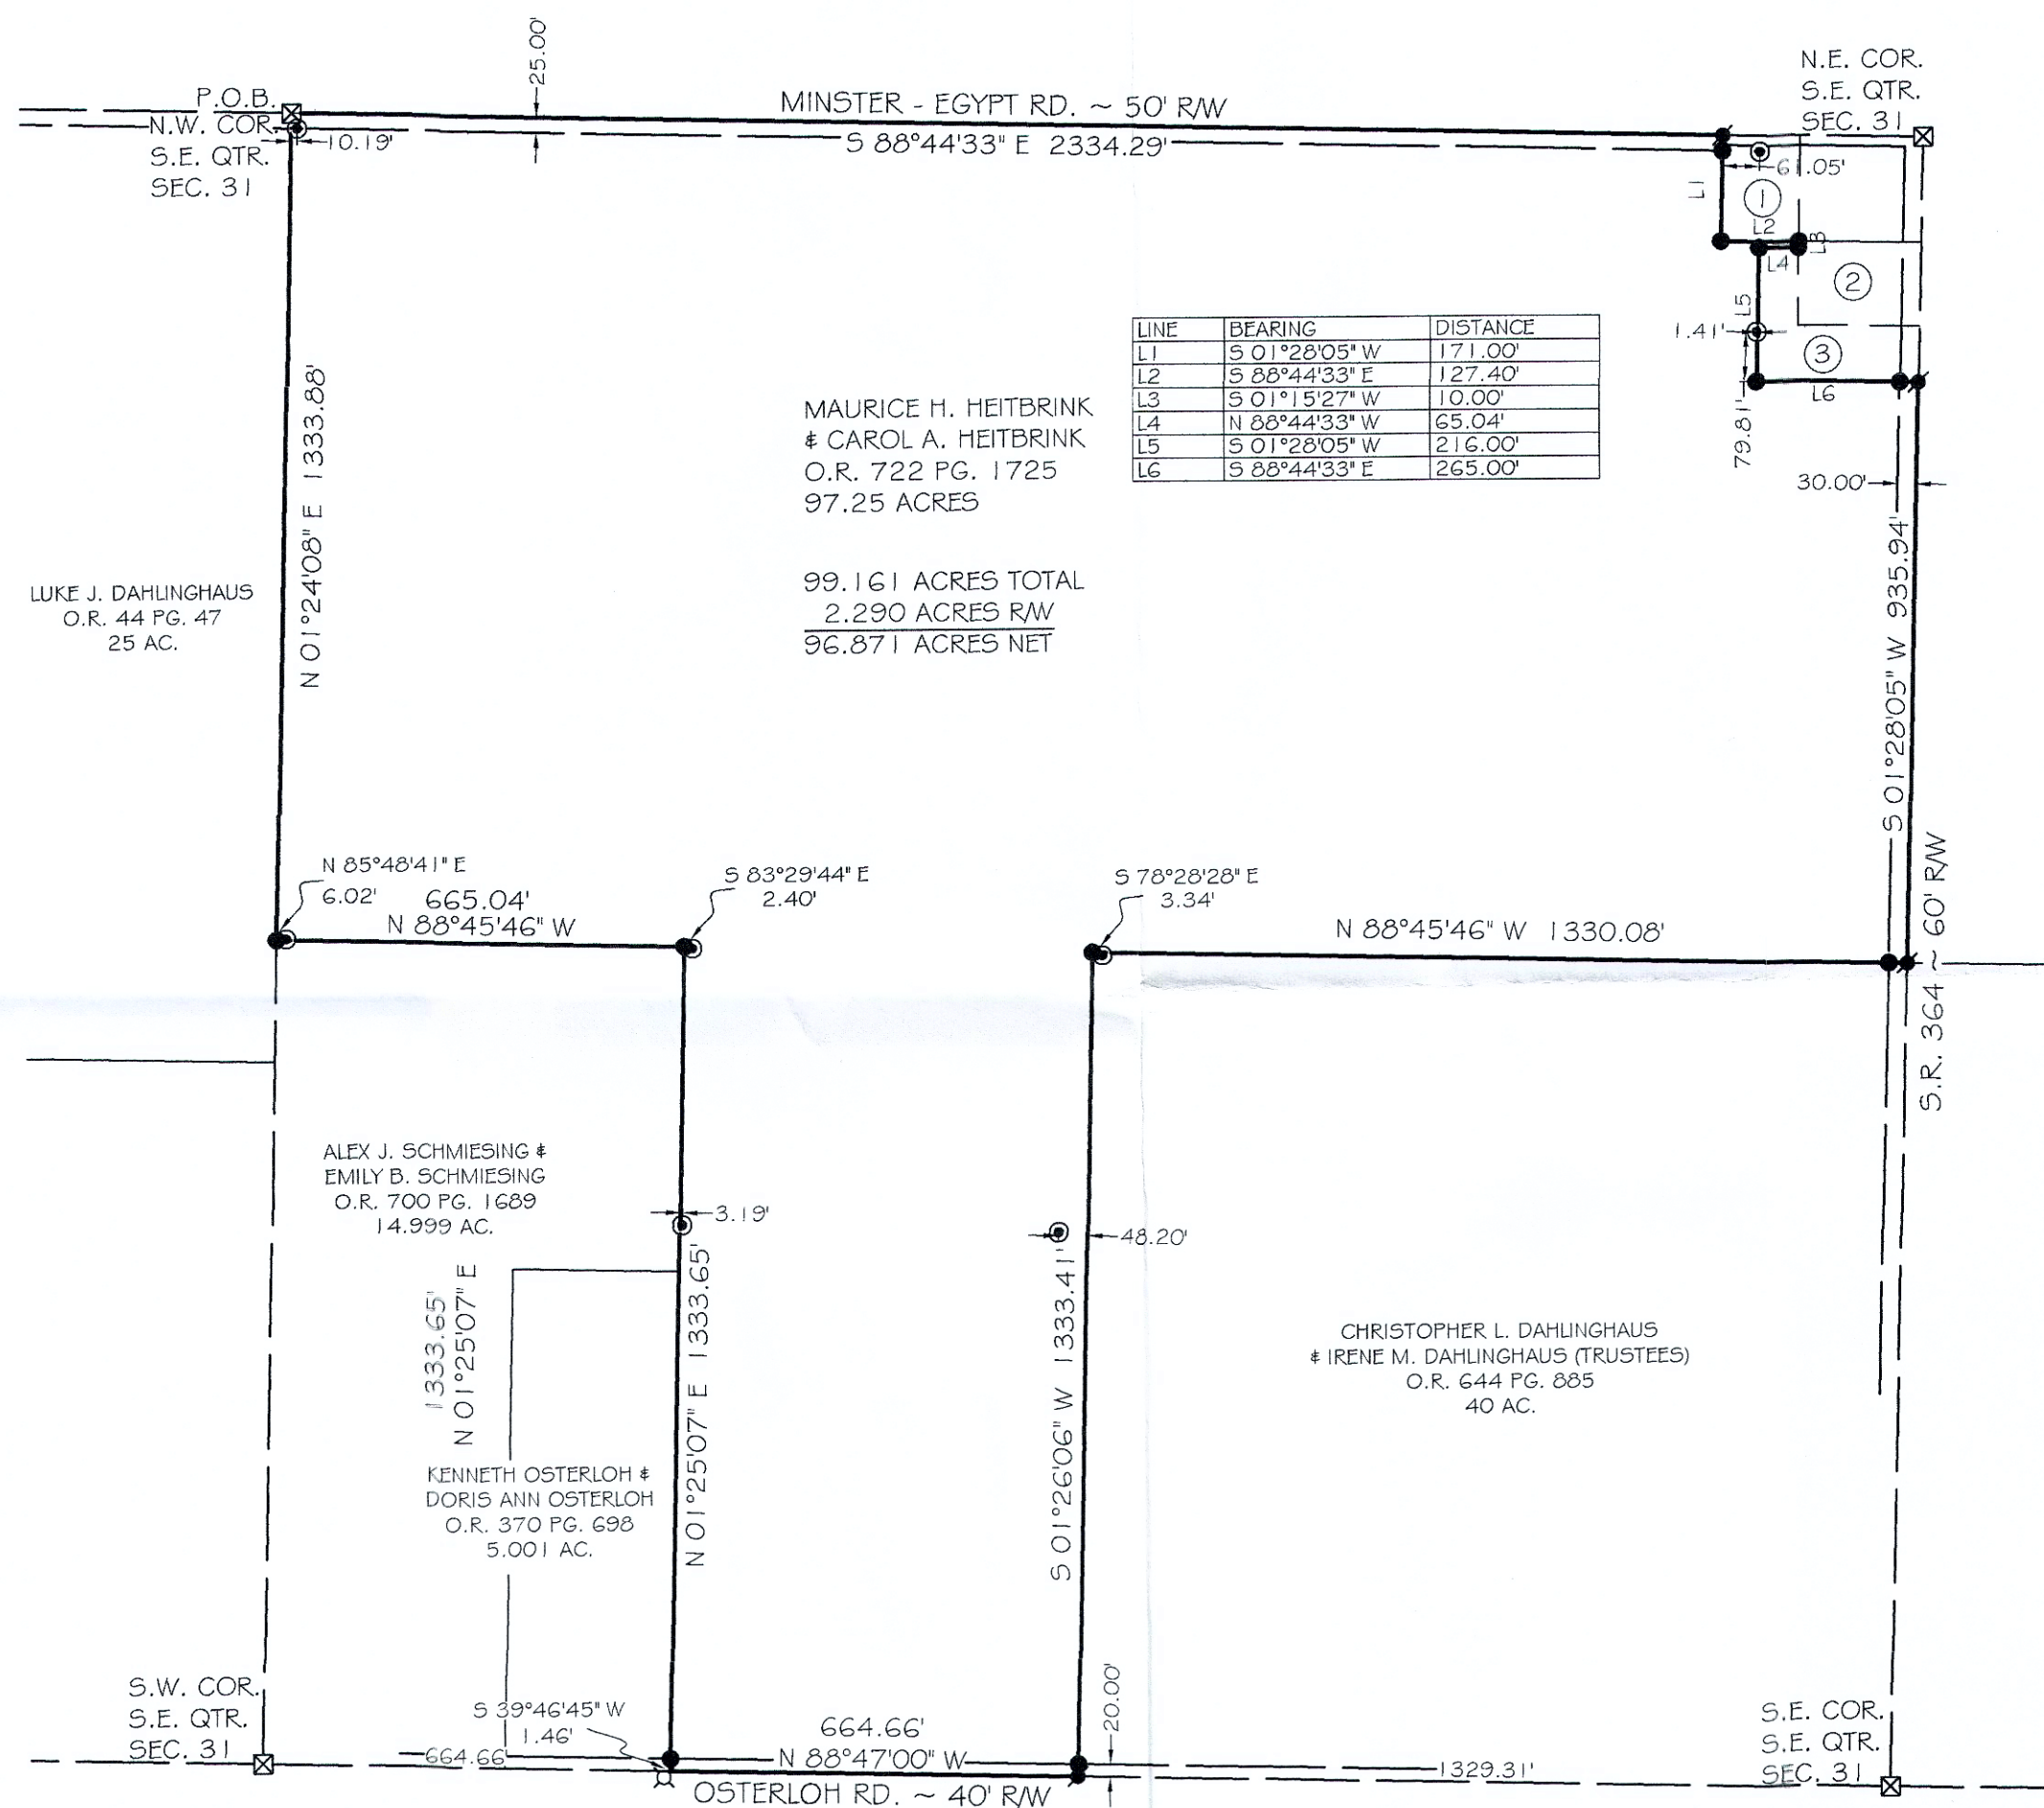 25.00'
P.O.B.
N.W. COR.
S.E. QTR.
SEC. 31
10.19'
MINSTER - EGYPT RD. ~ 50' R/W
S 88°44'33" E 2334.29'
N.E. COR.
S.E. QTR.
SEC. 31
61.05'
L1
1
L2
L3
L4
2
L5
1.41'
3
L6
79.81'
30.00'
LINE BEARING DISTANCE
L1 S 01°28'05" W 171.00'
L2 S 88°44'33" E 127.40'
L3 S 01°15'27" W 10.00'
L4 N 88°44'33" W 65.04'
L5 S 01°28'05" W 216.00'
L6 S 88°44'33" E 265.00'
MAURICE H. HEITBRINK
& CAROL A. HEITBRINK
O.R. 722 PG. 1725
97.25 ACRES
99.161 ACRES TOTAL
2.290 ACRES R/W
96.871 ACRES NET
N 01°24'08" E 1333.88'
LUKE J. DAHLINGHAUS
O.R. 44 PG. 47
25 AC.
S 01°28'05" W 935.94'
S.R. 364 ~ 60' R/W
N 85°48'41" E
6.02'
665.04'
N 88°45'46" W
S 83°29'44" E
2.40'
S 78°28'28" E
3.34'
N 88°45'46" W 1330.08'
ALEX J. SCHMIESING &
EMILY B. SCHMIESING
O.R. 700 PG. 1689
14.999 AC.
3.19'
48.20'
1333.65'
N 01°25'07" E
N 01°25'07" E 1333.65'
S 01°26'06" W 1333.41'
CHRISTOPHER L. DAHLINGHAUS
& IRENE M. DAHLINGHAUS (TRUSTEES)
O.R. 644 PG. 885
40 AC.
KENNETH OSTERLOH &
DORIS ANN OSTERLOH
O.R. 370 PG. 698
5.001 AC.
S.W. COR.
S.E. QTR.
SEC. 31
S 39°46'45" W
1.46'
664.66'
664.66'
N 88°47'00" W
20.00'
OSTERLOH RD. ~ 40' R/W
1329.31'
S.E. COR.
S.E. QTR.
SEC. 31